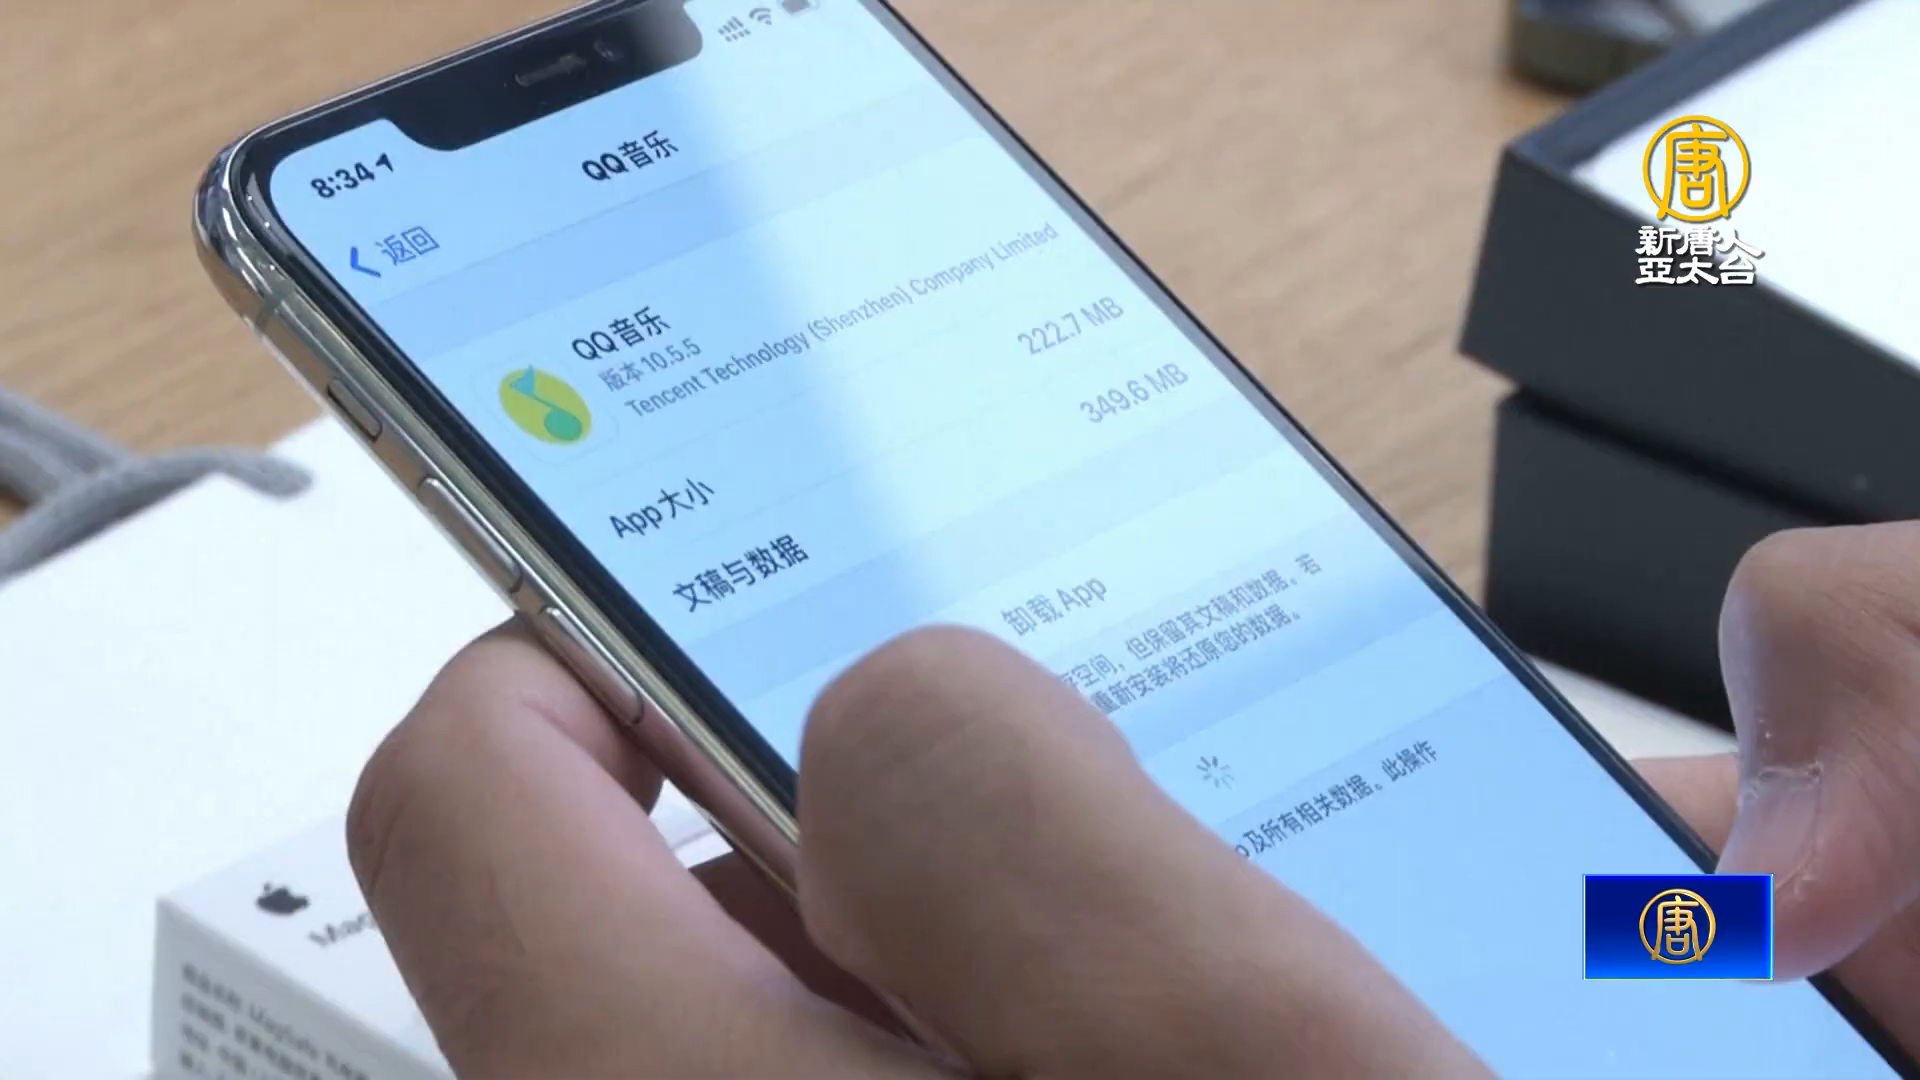 8:34
QQ音乐
返回
QQ音乐
版本 10.5.5
Tencent Technology (Shenzhen) Company Limited
App大小
222.7 MB
文稿与数据
349.6 MB
卸载 App
空间，但保留其文稿和数据。若
重新安装将还原您的数据。
及所有相关数据。此操作
唐
新唐人
亞太台
唐